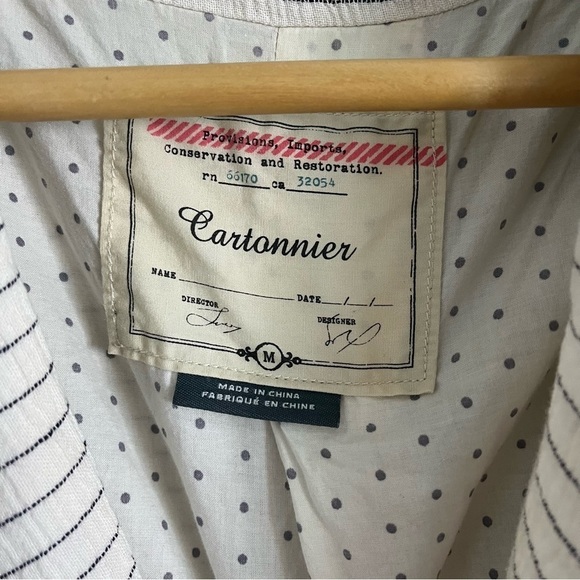 Provisions, Imports,
Conservation and Restoration.
rn 66170 ca 32054
Cartonnier
NAME DATE / /
DIRECTOR DESIGNER
M
MADE IN CHINA
FABRIQUÉ EN CHINE